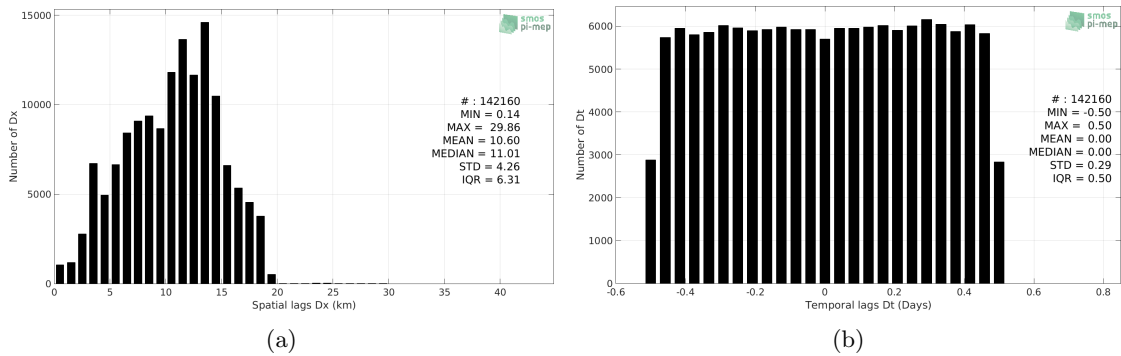 15000
10000
5000
0
Number of Dx
0 5 10 15 20 25 30 35 40
Spatial lags Dx (km)
smos
pi-mep
# : 142160
MIN = 0.14
MAX = 29.86
MEAN = 10.60
MEDIAN = 11.01
STD = 4.26
IQR = 6.31
(a)
6000
5000
4000
3000
2000
1000
0
Number of Dt
-0.6 -0.4 -0.2 0 0.2 0.4 0.6 0.8
Temporal lags Dt (Days)
smos
pi-mep
# : 142160
MIN = -0.50
MAX = 0.50
MEAN = 0.00
MEDIAN = 0.00
STD = 0.29
IQR = 0.50
(b)